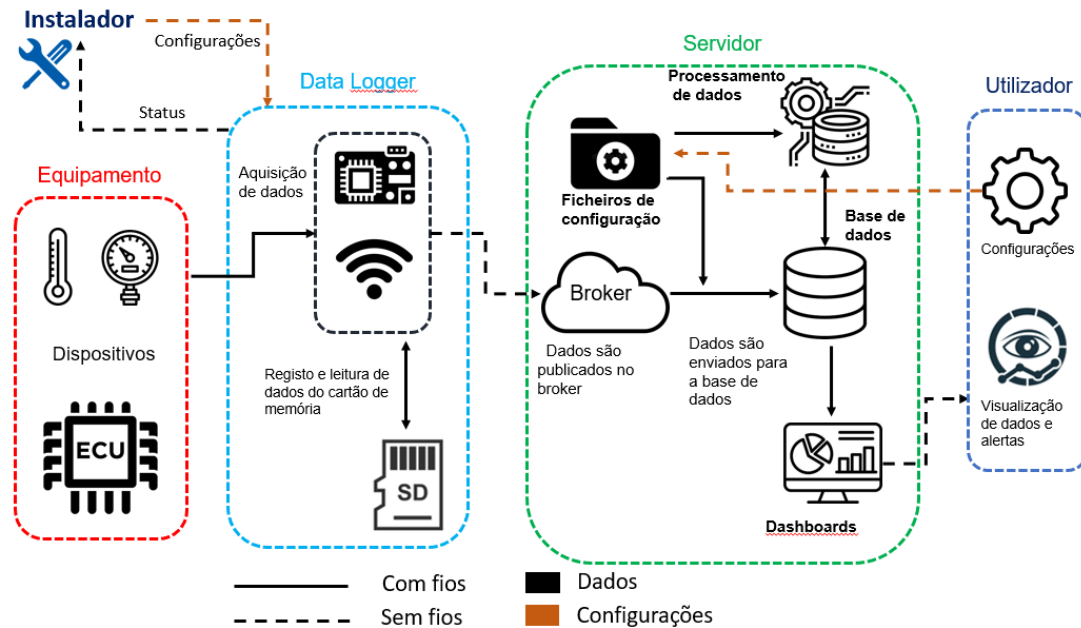 Instalador
Configurações
Status
Data Logger
Servidor
Utilizador
Equipamento
Dispositivos
ECU
Aquisição
de dados
Registo e leitura de
dados do cartão de
memória
SD
Processamento
de dados
Ficheiros de
configuração
Base de
dados
Broker
Dados são
publicados no
broker
Dados são
enviados para
a base de
dados
Dashboards
Configurações
Visualização
de dados e
alertas
Com fios
Sem fios
Dados
Configurações